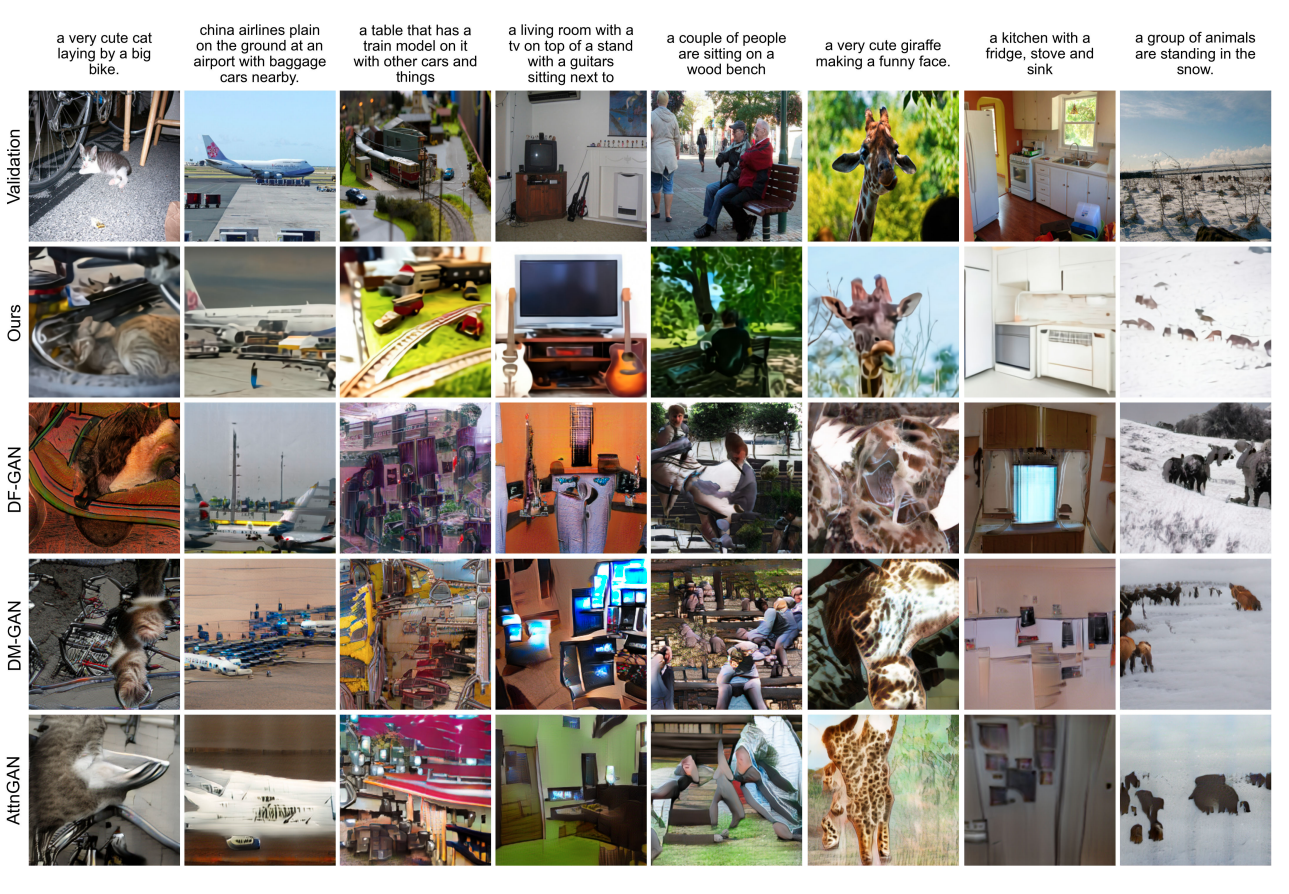 a very cute cat
laying by a big
bike.
china airlines plain
on the ground at an
airport with baggage
cars nearby.
a table that has a
train model on it
with other cars and
things
a living room with a
tv on top of a stand
with a guitars
sitting next to
a couple of people
are sitting on a
wood bench
a very cute giraffe
making a funny face.
a kitchen with a
fridge, stove and
sink
a group of animals
are standing in the
snow.
Validation
Ours
DF-GAN
DM-GAN
AttnGAN